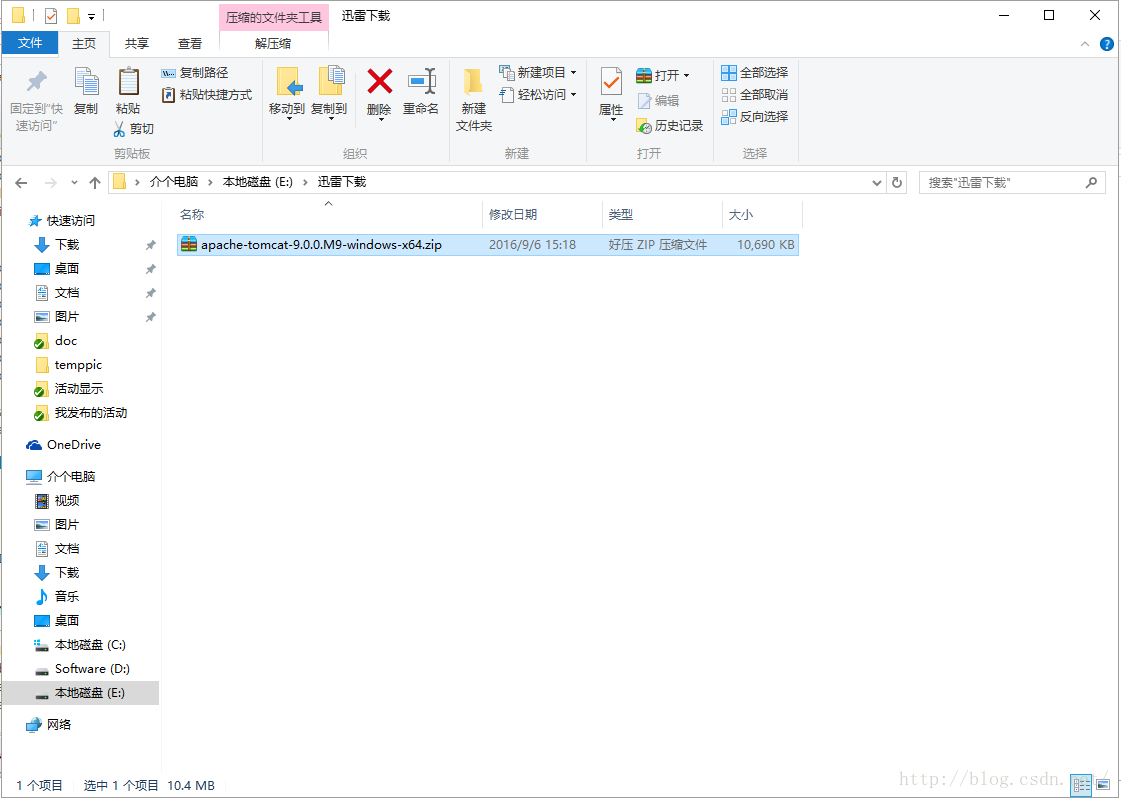 压缩的文件夹工具 迅雷下载
文件 主页 共享 查看 解压缩
固定到"快速访问"
复制
粘贴
复制路径
粘贴快捷方式
剪切
剪贴板
移动到 复制到 删除 重命名
组织
新建文件夹
新建项目
轻松访问
新建
属性
打开
编辑
历史记录
打开
全部选择
全部取消
反向选择
选择
介个电脑 本地磁盘 (E:) 迅雷下载
搜索"迅雷下载"
名称 修改日期 类型 大小
apache-tomcat-9.0.0.M9-windows-x64.zip 2016/9/6 15:18 好压 ZIP 压缩文件 10,690 KB
快速访问
下载
桌面
文档
图片
doc
temppic
活动显示
我发布的活动
OneDrive
介个电脑
视频
图片
文档
下载
音乐
桌面
本地磁盘 (C:)
Software (D:)
本地磁盘 (E:)
网络
1 个项目 选中 1 个项目 10.4 MB
http://blog.csdn.